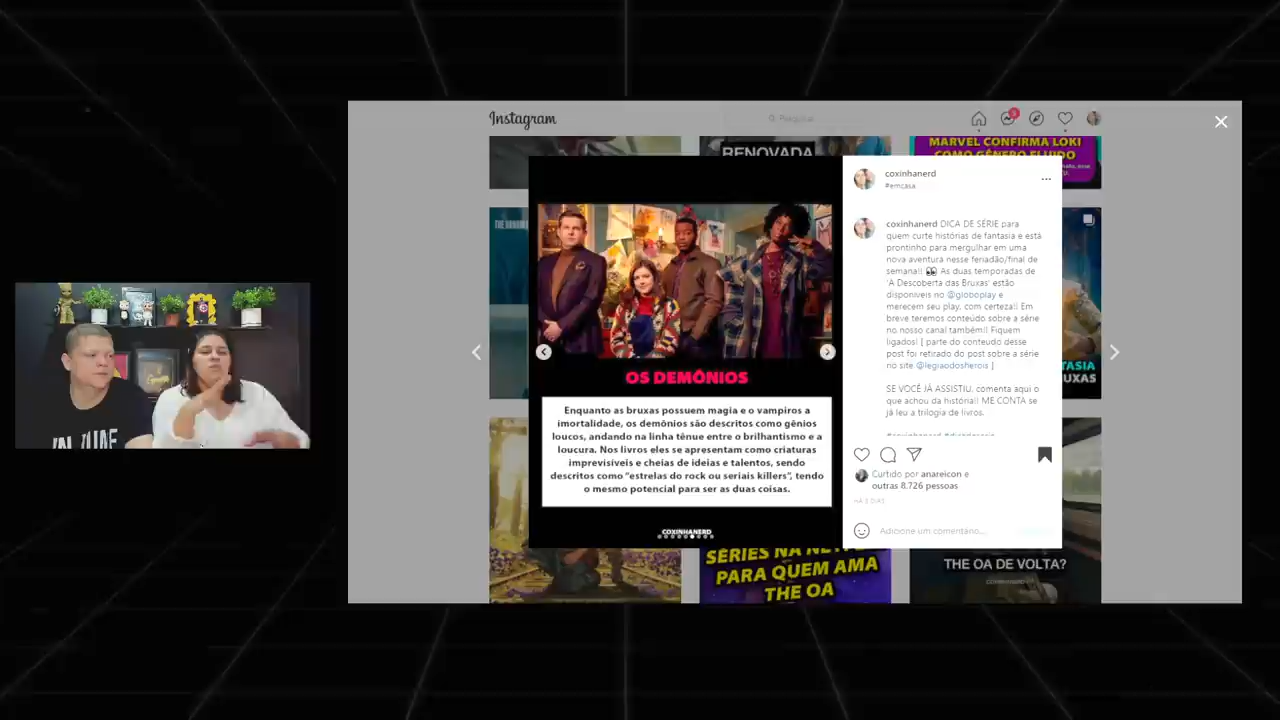 Instagram
Pesquisar
RENOVADA
MARVEL CONFIRMA LOKI
COMO GÊNERO FLUIDO
coxinhanerd
#emcasa
OS DEMÔNIOS
Enquanto as bruxas possuem magia e o vampiros a
imortalidade, os demônios são descritos como gênios
loucos, andando na linha tênue entre o brilhantismo e a
loucura. Nos livros eles se apresentam como criaturas
imprevisíveis e cheias de ideias e talentos, sendo
descritos como "estrelas do rock ou seriais killers", tendo
o mesmo potencial para ser as duas coisas.
COXINHANERD
coxinhanerd DICA DE SÉRIE para
quem curte histórias de fantasia e está
prontinho para mergulhar em uma
nova aventura nesse feriadão/final de
semana!! 👀 As duas temporadas de
'A Descoberta das Bruxas' estão
disponíveis no @globoplay e
merecem seu play, com certeza!! Em
breve teremos conteúdo sobre a série
no nosso canal também!! Fiquem
ligados! [ parte do conteudo desse
post foi retirado do post sobre a série
no site @legiaodosherois ]
SE VOCÊ JÁ ASSISTIU, comenta aqui o
que achou da história!! ME CONTA se
já leu a trilogia de livros.
Curtido por anareicon e
outras 8.726 pessoas
HÁ 2 DIAS
Adicione um comentário...
TASIA
UXAS
SÉRIES NA NETFLIX
PARA QUEM AMA
THE OA
THE OA DE VOLTA?